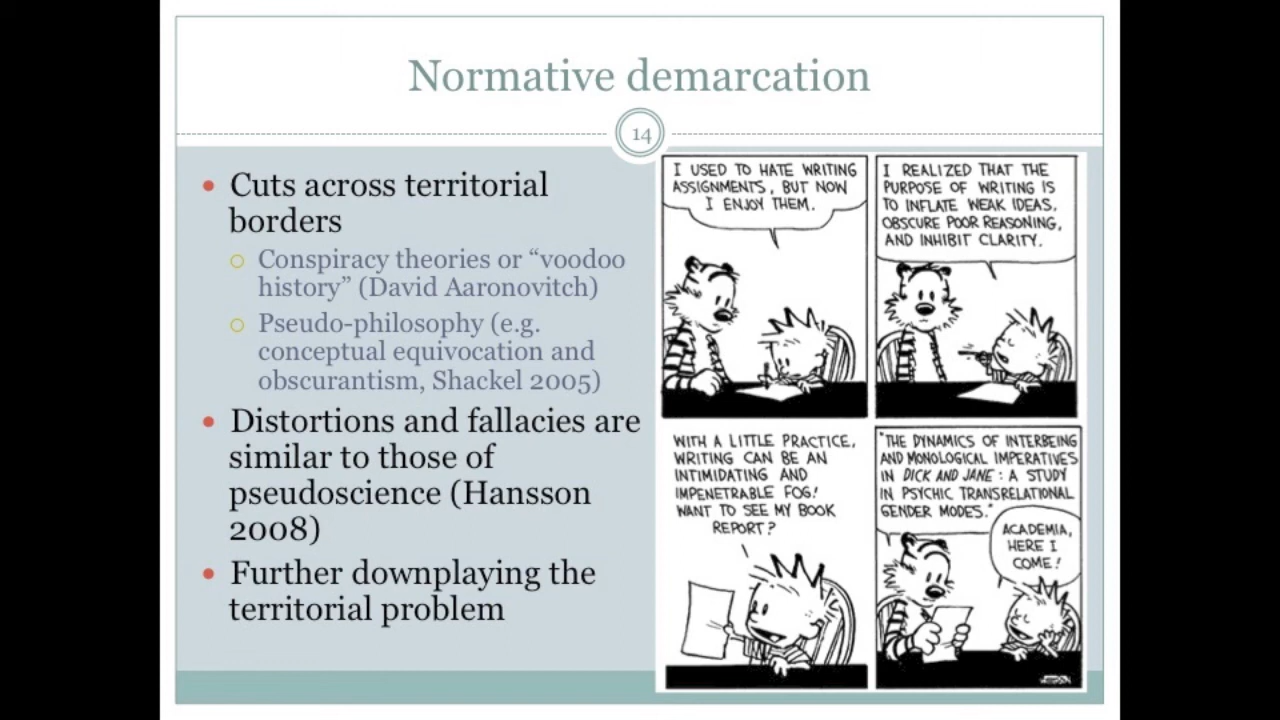 Normative demarcation
14
• Cuts across territorial
borders
○ Conspiracy theories or “voodoo
history” (David Aaronovitch)
○ Pseudo-philosophy (e.g.
conceptual equivocation and
obscurantism, Shackel 2005)
• Distortions and fallacies are
similar to those of
pseudoscience (Hansson
2008)
• Further downplaying the
territorial problem
I USED TO HATE WRITING
ASSIGNMENTS, BUT NOW
I ENJOY THEM.
I REALIZED THAT THE
PURPOSE OF WRITING IS
TO INFLATE WEAK IDEAS,
OBSCURE POOR REASONING,
AND INHIBIT CLARITY.
WITH A LITTLE PRACTICE,
WRITING CAN BE AN
INTIMIDATING AND
IMPENETRABLE FOG!
WANT TO SEE MY BOOK
REPORT?
"THE DYNAMICS OF INTERBEING
AND MONOLOGICAL IMPERATIVES
IN DICK AND JANE : A STUDY
IN PSYCHIC TRANSRELATIONAL
GENDER MODES."
ACADEMIA,
HERE I
COME!